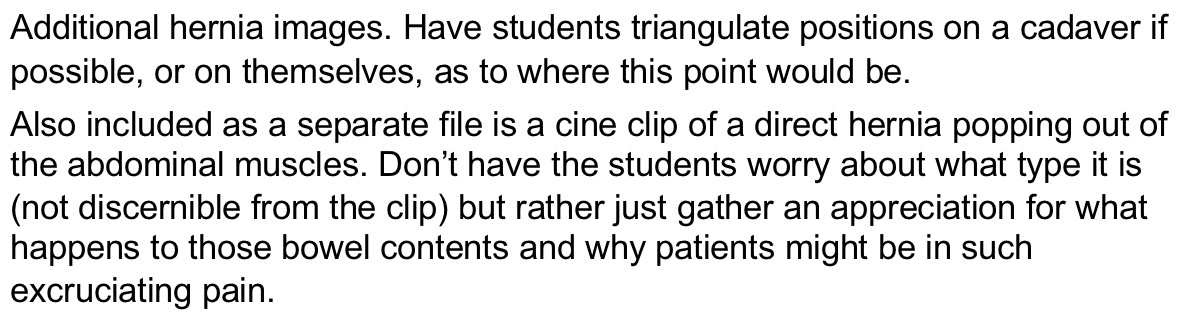 Additional hernia images. Have students triangulate positions on a cadaver if
possible, or on themselves, as to where this point would be.
Also included as a separate file is a cine clip of a direct hernia popping out of
the abdominal muscles. Don’t have the students worry about what type it is
(not discernible from the clip) but rather just gather an appreciation for what
happens to those bowel contents and why patients might be in such
excruciating pain.